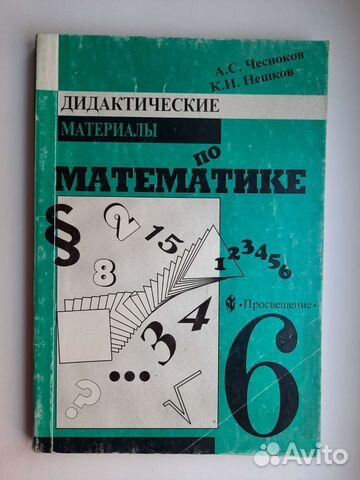 А.С. Чесноков
К.И. Нешков
ДИДАКТИЧЕСКИЕ
МАТЕРИАЛЫ
по
МАТЕМАТИКЕ
§
2
15
123456
8
4
3
•Просвещение•
6
...
√
?
Avito